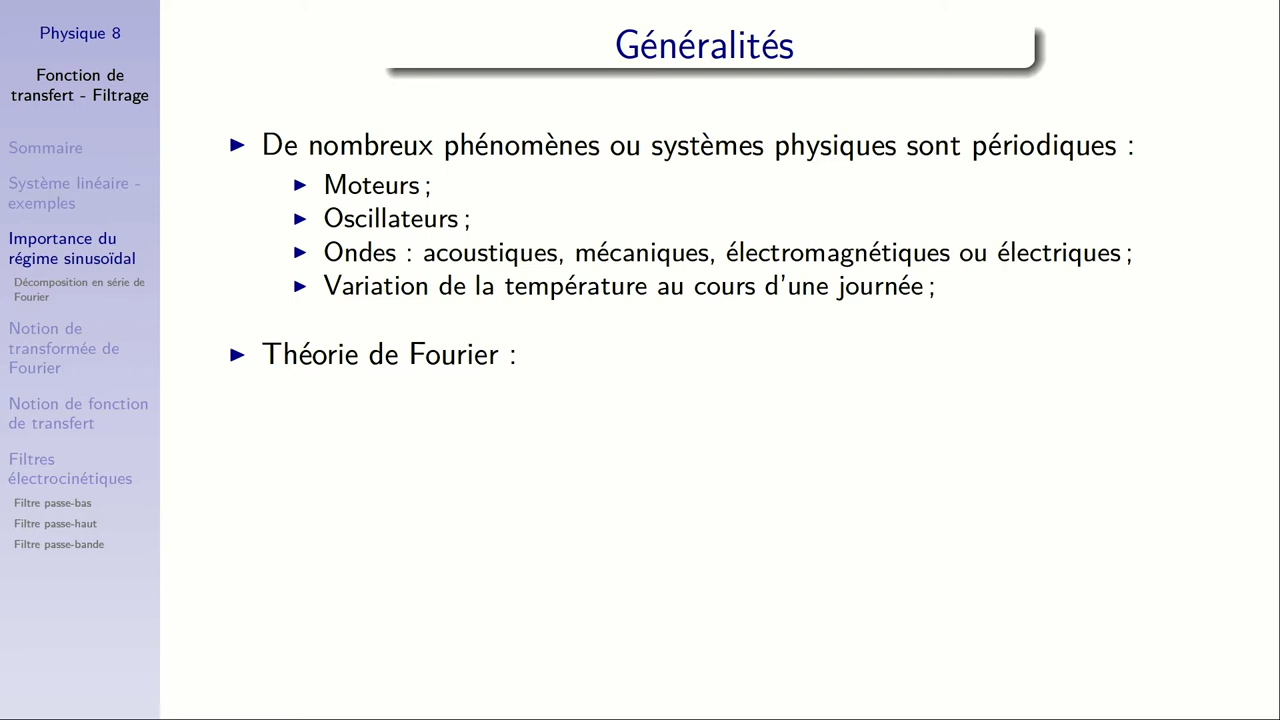 Physique 8
Fonction de
transfert - Filtrage
Sommaire
Système linéaire -
exemples
Importance du
régime sinusoïdal
Décomposition en série de
Fourier
Notion de
transformée de
Fourier
Notion de fonction
de transfert
Filtres
électrocinétiques
Filtre passe-bas
Filtre passe-haut
Filtre passe-bande
Généralités
De nombreux phénomènes ou systèmes physiques sont périodiques :
Moteurs ;
Oscillateurs ;
Ondes : acoustiques, mécaniques, électromagnétiques ou électriques ;
Variation de la température au cours d'une journée ;
Théorie de Fourier :